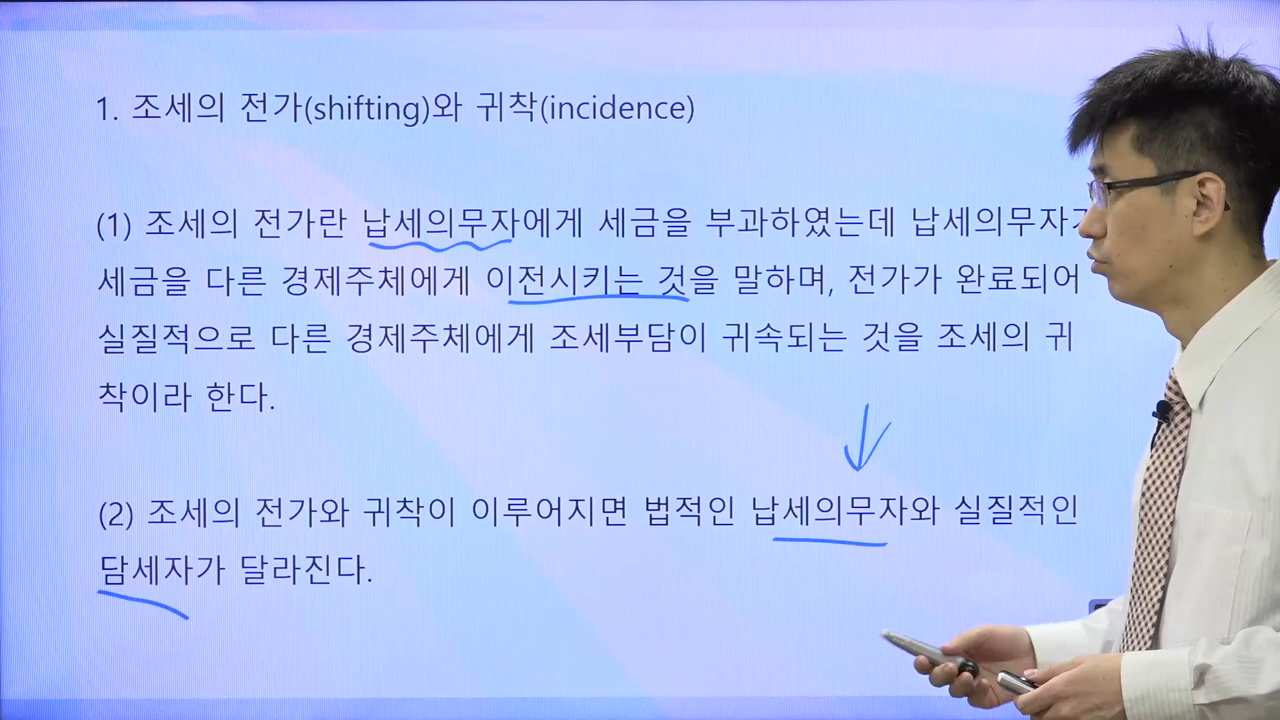 1. 조세의 전가(shifting)와 귀착(incidence)
(1) 조세의 전가란 납세의무자에게 세금을 부과하였는데 납세의무자가
세금을 다른 경제주체에게 이전시키는 것을 말하며, 전가가 완료되어
실질적으로 다른 경제주체에게 조세부담이 귀속되는 것을 조세의 귀
착이라 한다.
(2) 조세의 전가와 귀착이 이루어지면 법적인 납세의무자와 실질적인
담세자가 달라진다.